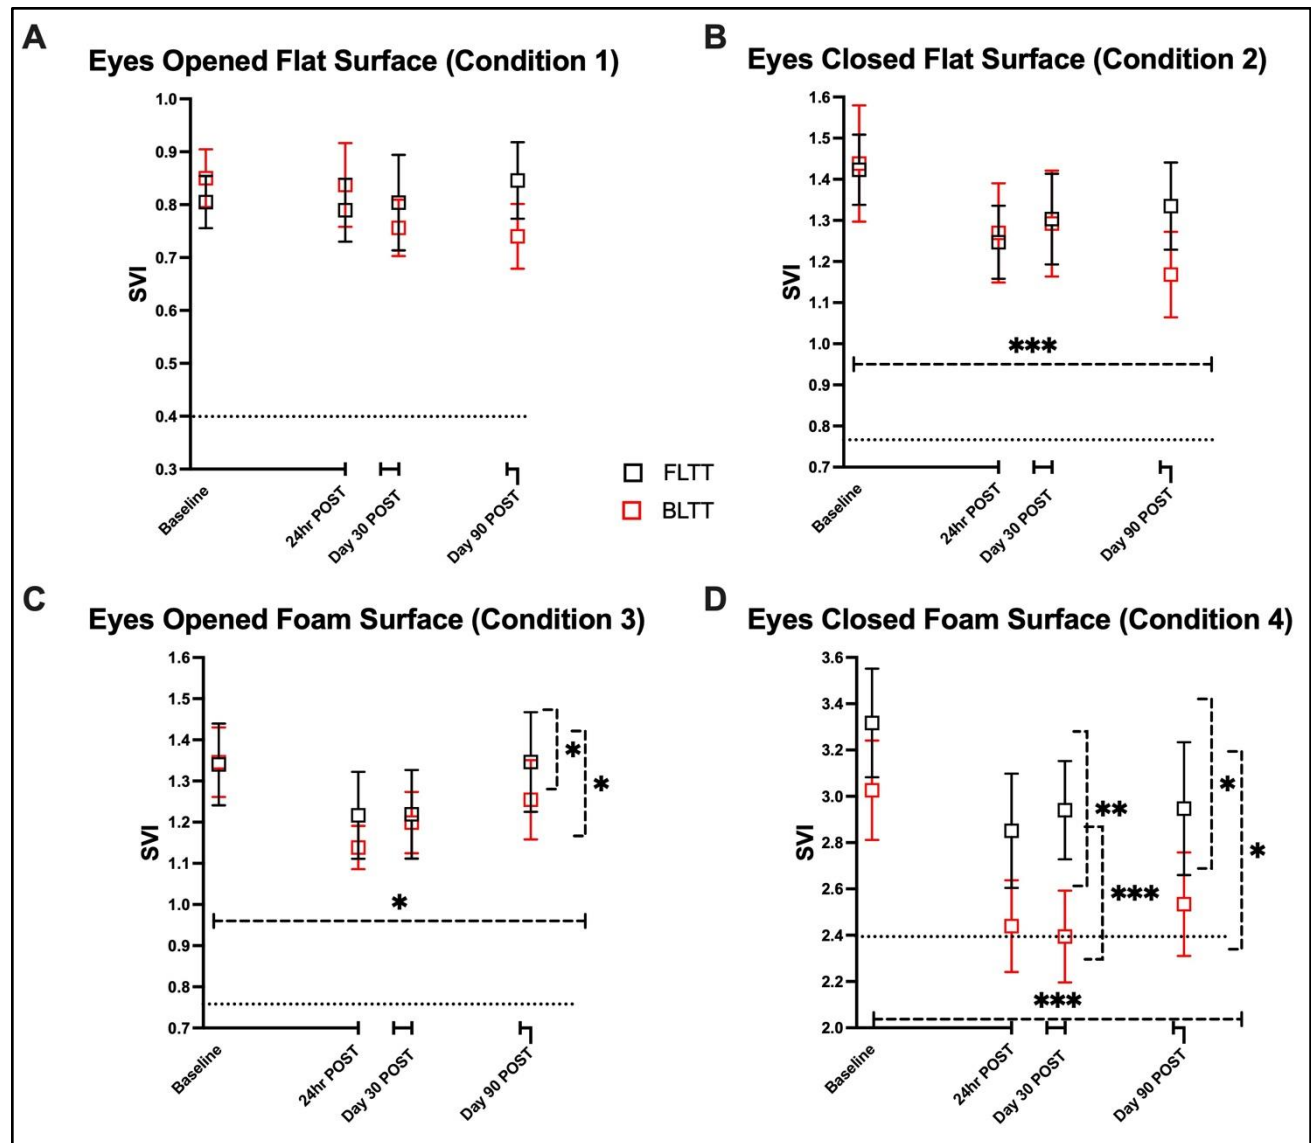 A
Eyes Opened Flat Surface (Condition 1)
SVI
1.0
0.9
0.8
0.7
0.6
0.5
0.4
0.3
Baseline
24hr POST
Day 30 POST
Day 90 POST
FLTT
BLTT
B
Eyes Closed Flat Surface (Condition 2)
SVI
1.6
1.5
1.4
1.3
1.2
1.1
1.0
0.9
0.8
0.7
***
Baseline
24hr POST
Day 30 POST
Day 90 POST
C
Eyes Opened Foam Surface (Condition 3)
SVI
1.6
1.5
1.4
1.3
1.2
1.1
1.0
0.9
0.8
0.7
*
*
*
Baseline
24hr POST
Day 30 POST
Day 90 POST
D
Eyes Closed Foam Surface (Condition 4)
SVI
3.6
3.4
3.2
3.0
2.8
2.6
2.4
2.2
2.0
**
***
*
*
***
Baseline
24hr POST
Day 30 POST
Day 90 POST